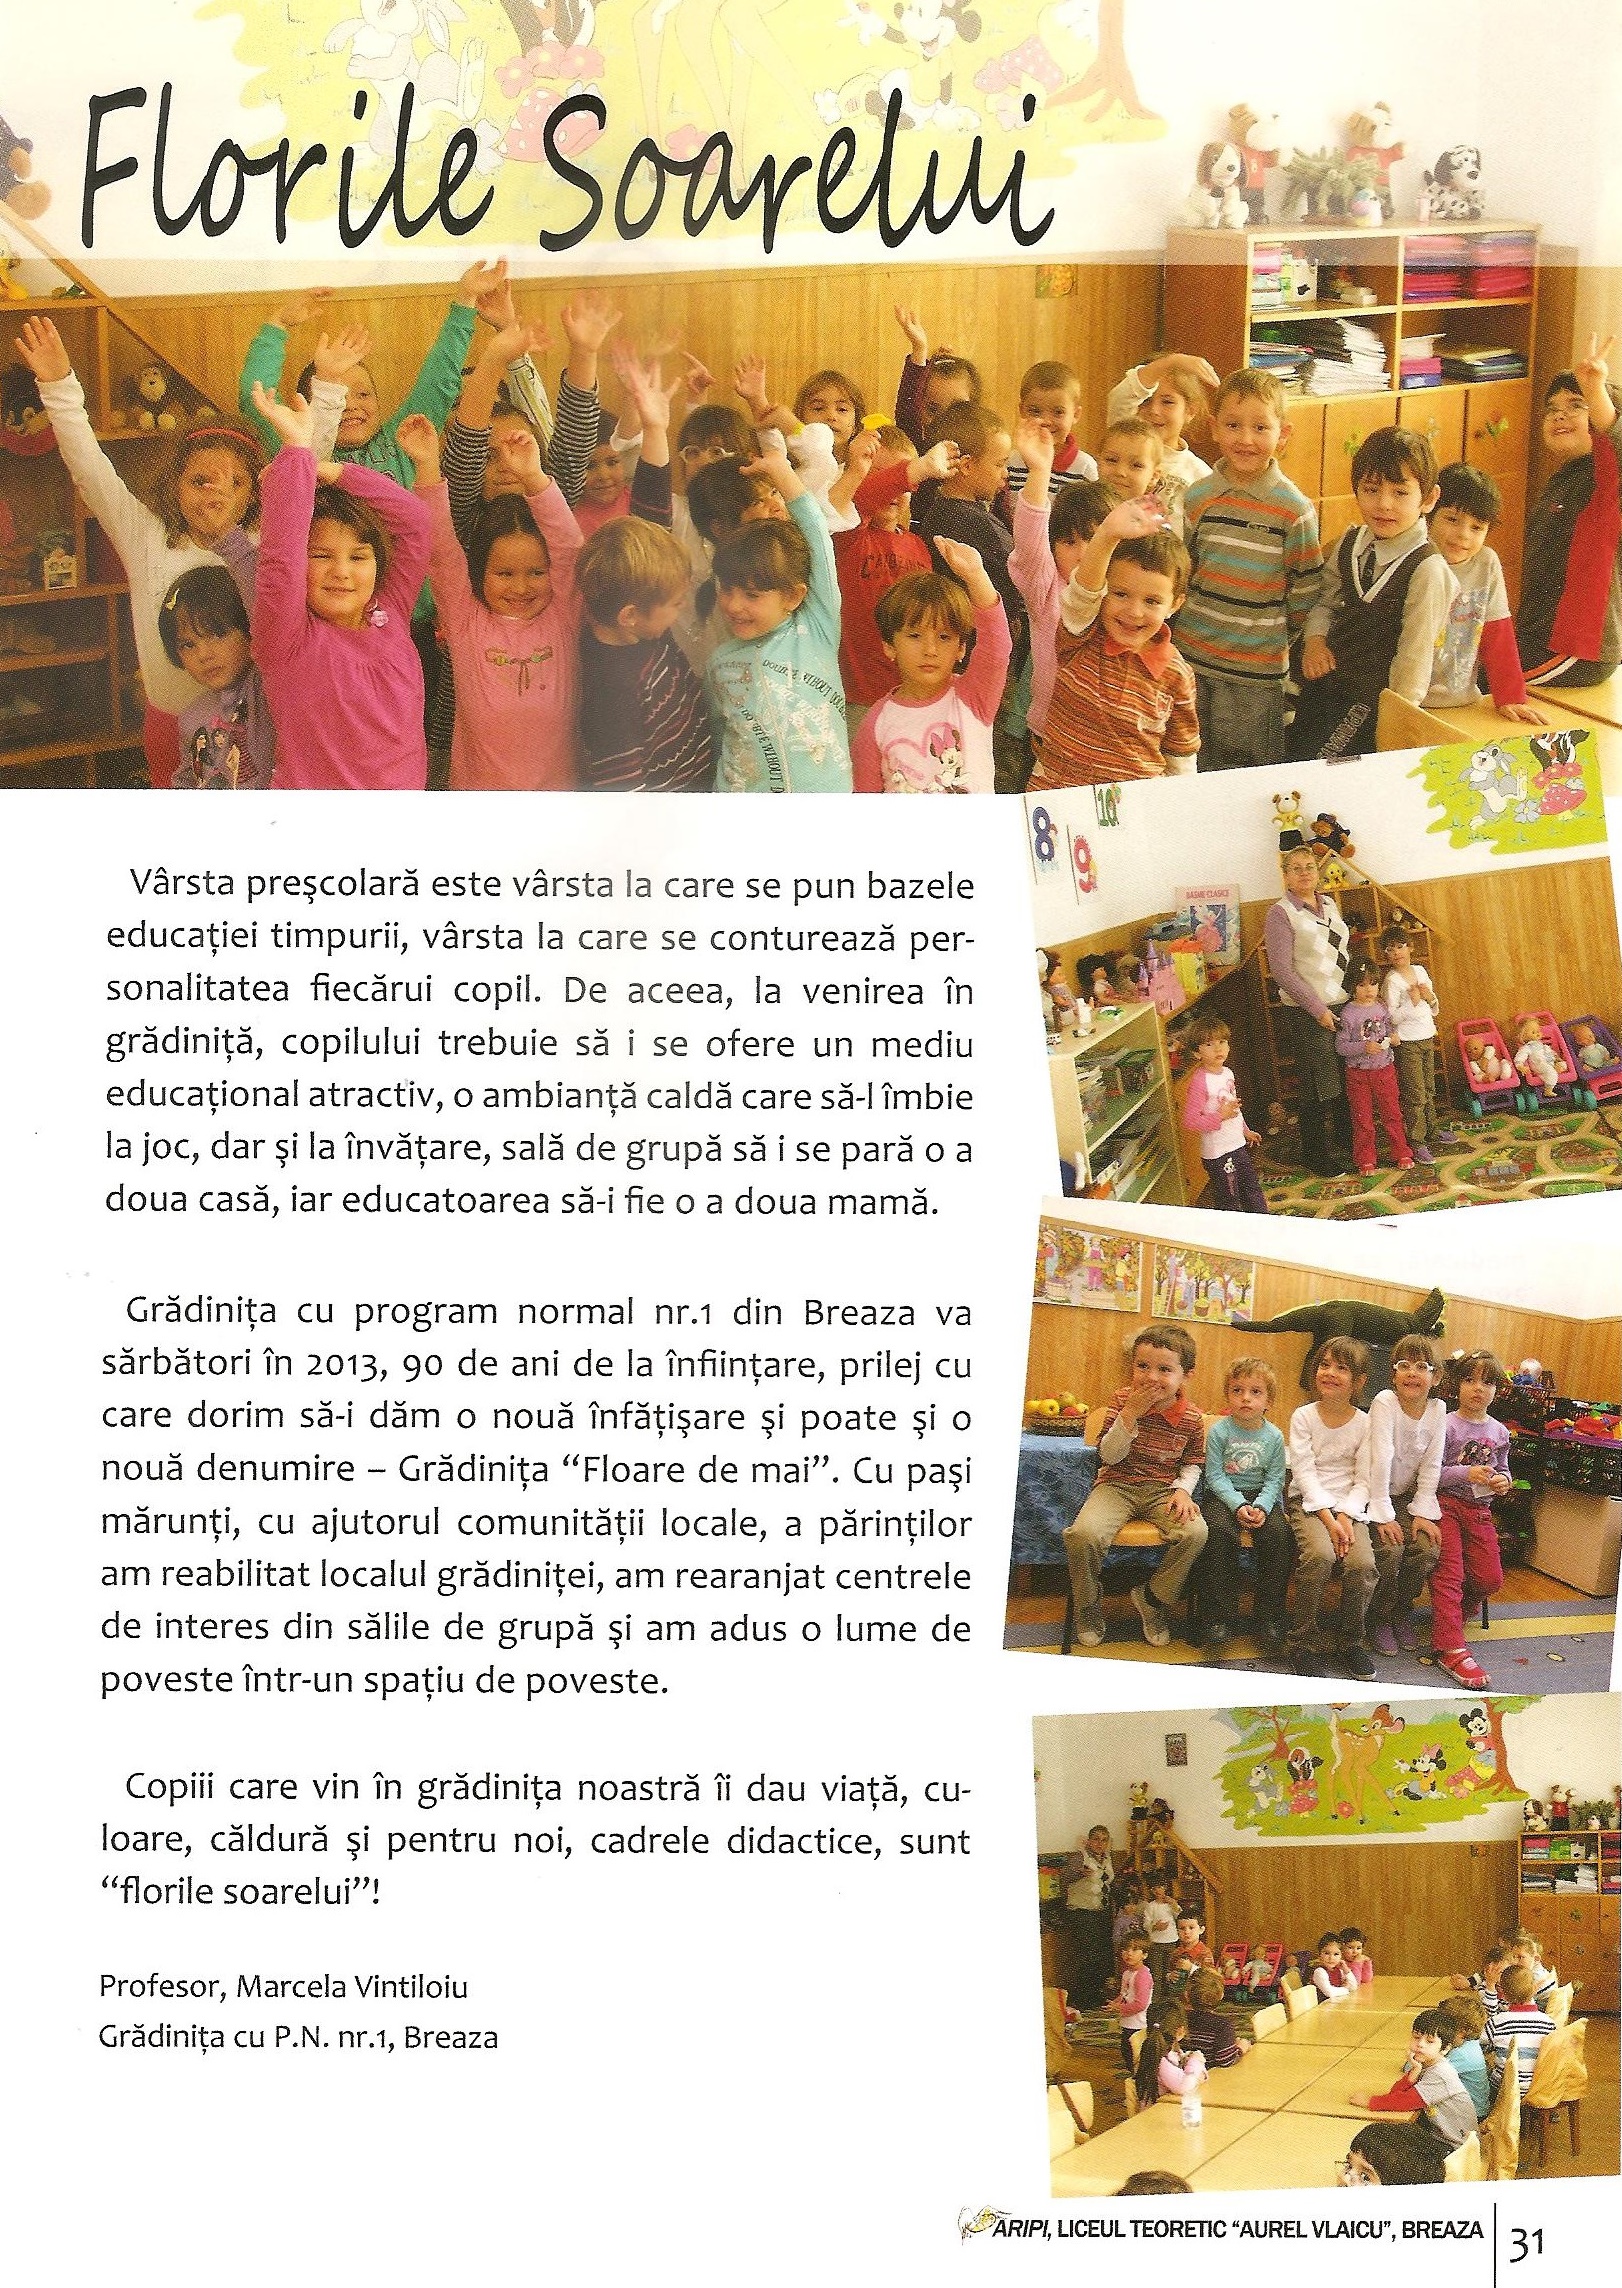 Florile Soarelui
Vârsta preşcolară este vârsta la care se pun bazele
educaţiei timpurii, vârsta la care se conturează per-
sonalitatea fiecărui copil. De aceea, la venirea în
grădiniţă, copilului trebuie să i se ofere un mediu
educaţional atractiv, o ambianţă caldă care să-l îmbie
la joc, dar şi la învăţare, sală de grupă să i se pară o a
doua casă, iar educatoarea să-i fie o a doua mamă.
Grădiniţa cu program normal nr.1 din Breaza va
sărbători în 2013, 90 de ani de la înfiinţare, prilej cu
care dorim să-i dăm o nouă înfăţişare şi poate şi o
nouă denumire – Grădiniţa “Floare de mai”. Cu paşi
mărunţi, cu ajutorul comunităţii locale, a părinţilor
am reabilitat localul grădiniţei, am rearanjat centrele
de interes din sălile de grupă şi am adus o lume de
poveste într-un spaţiu de poveste.
Copiii care vin în grădiniţa noastră îi dau viaţă, cu-
loare, căldură şi pentru noi, cadrele didactice, sunt
“florile soarelui”!
Profesor, Marcela Vintiloiu
Grădiniţa cu P.N. nr.1, Breaza
8
9
10
BASME CLASICE
ARIPI, LICEUL TEORETIC “AUREL VLAICU”, BREAZA
31